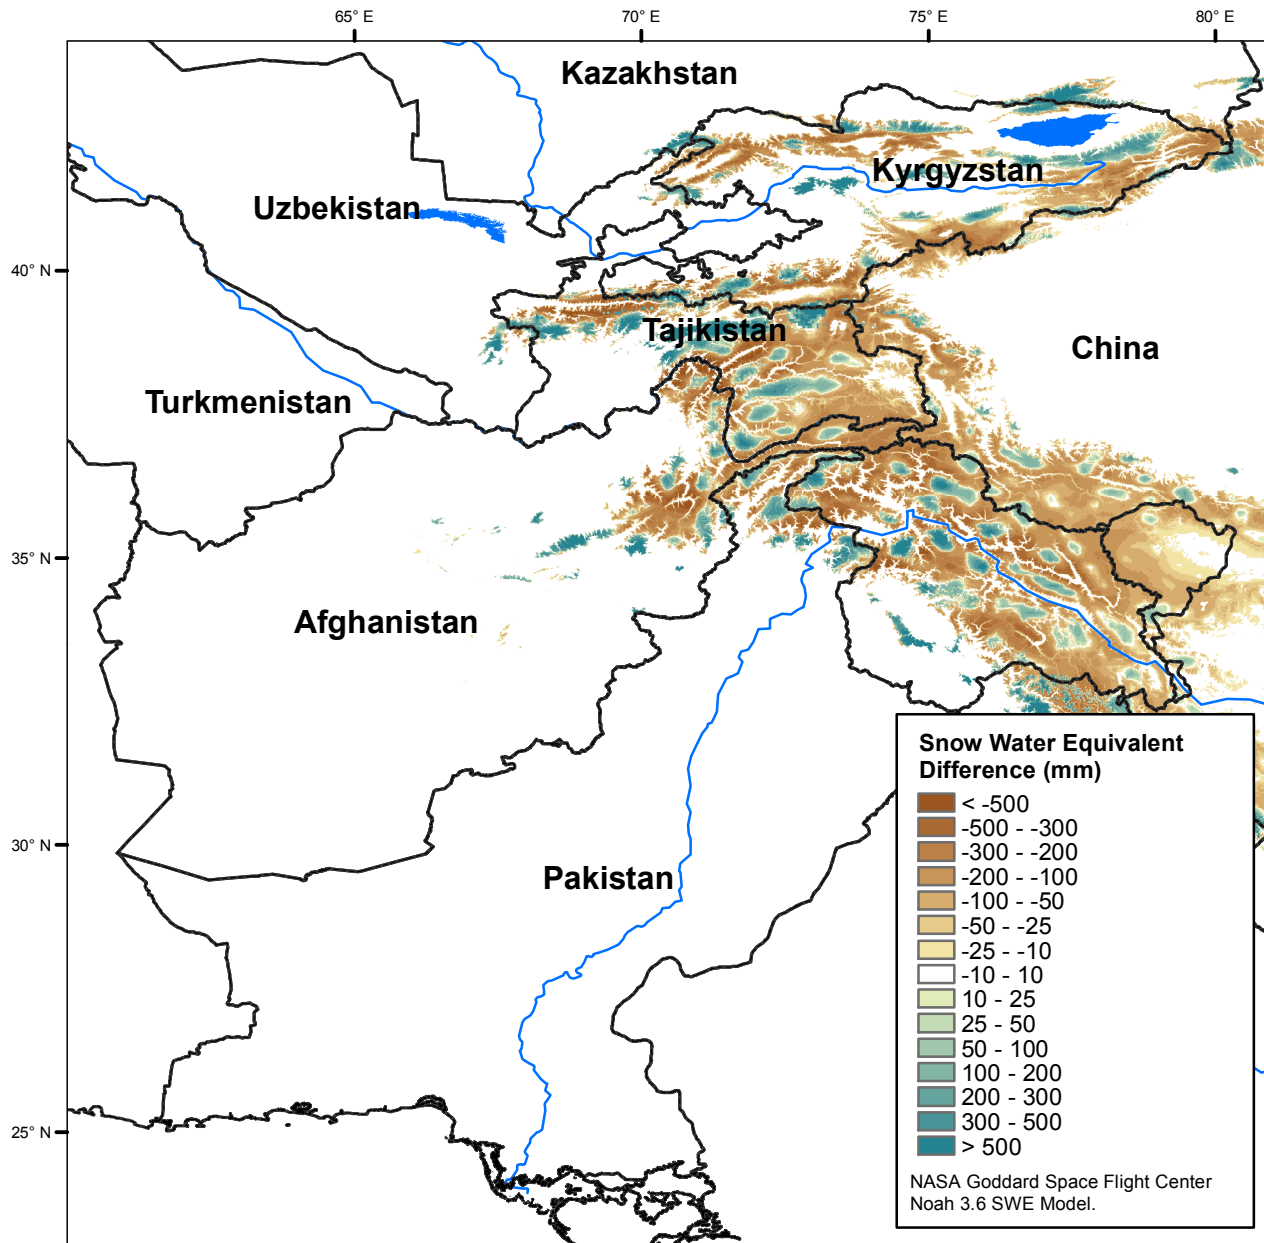 65° E
70° E
75° E
80° E
Kazakhstan
Kyrgyzstan
Uzbekistan
40° N
Tajikistan
China
Turkmenistan
35° N
Afghanistan
Snow Water Equivalent
Difference (mm)
< -500
-500 - -300
-300 - -200
-200 - -100
-100 - -50
-50 - -25
-25 - -10
-10 - 10
10 - 25
25 - 50
50 - 100
100 - 200
200 - 300
300 - 500
> 500
30° N
Pakistan
25° N
NASA Goddard Space Flight Center
Noah 3.6 SWE Model.